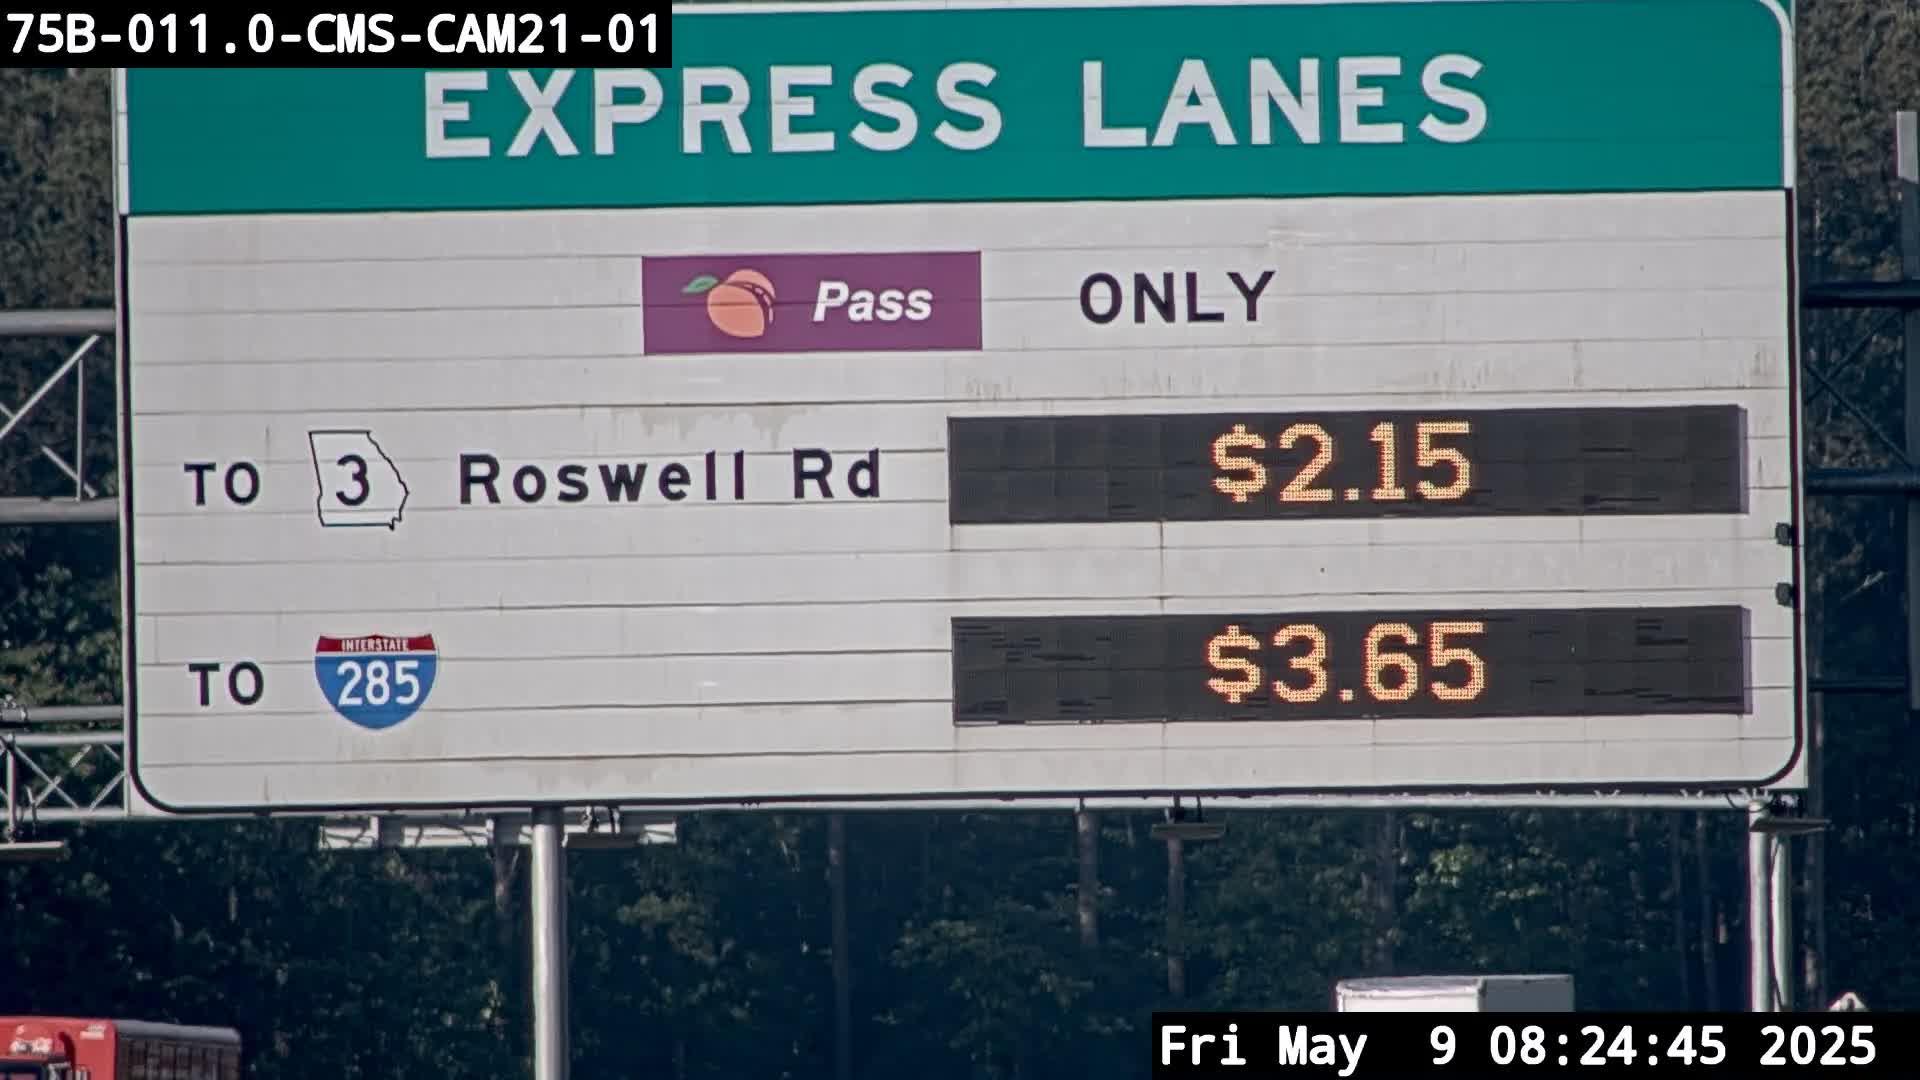 75B-011.0-CMS-CAM21-01
EXPRESS LANES
Pass ONLY
TO 3 Roswell Rd $2.15
INTERSTATE
TO 285 $3.65
Fri May 9 08:24:45 2025